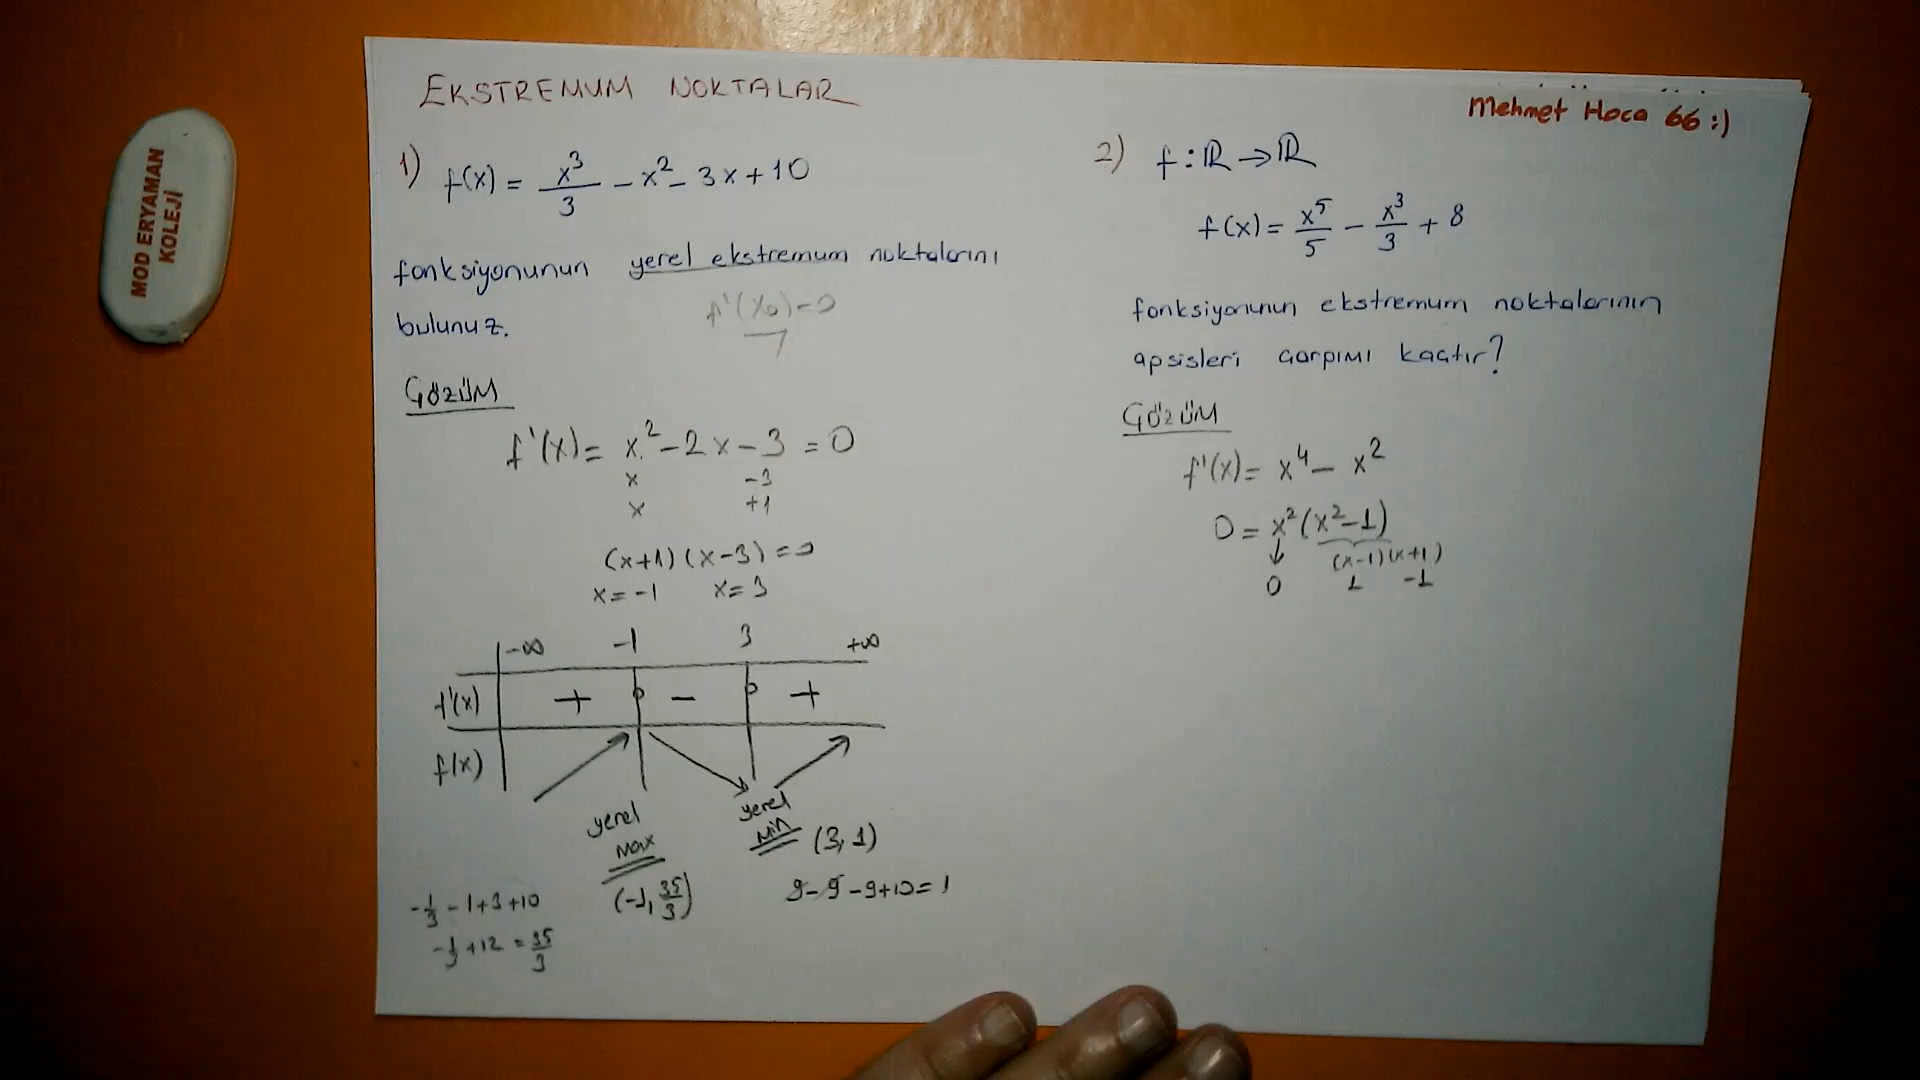 MOD ERYAMAN
KOLEJİ
EKSTREMUM NOKTALAR
1) f(x) = x³/3 - x² - 3x + 10
fonksiyonunun yerel ekstremum noktalarını
bulunuz.
f'(x₀)=0
ÇÖZÜM
f'(x) = x² - 2x - 3 = 0
x -3
x +1
(x+1)(x-3)=0
x=-1 x=3
-∞ -1 3 +∞
f'(x) + 0 - 0 +
f(x)
yerel max
(-1, 35/3)
yerel min (3, 1)
9-9-9+10=1
-1/3 -1+3+10
-1/3 +12 = 35/3
Mehmet Hoca 66 :)
2) f : ℝ → ℝ
f(x) = x⁵/5 - x³/3 + 8
fonksiyonunun ekstremum noktalarının
apsisleri çarpımı kaçtır?
ÇÖZÜM
f'(x) = x⁴ - x²
0 = x²(x²-1)
↓ (x-1)(x+1)
0 1 -1